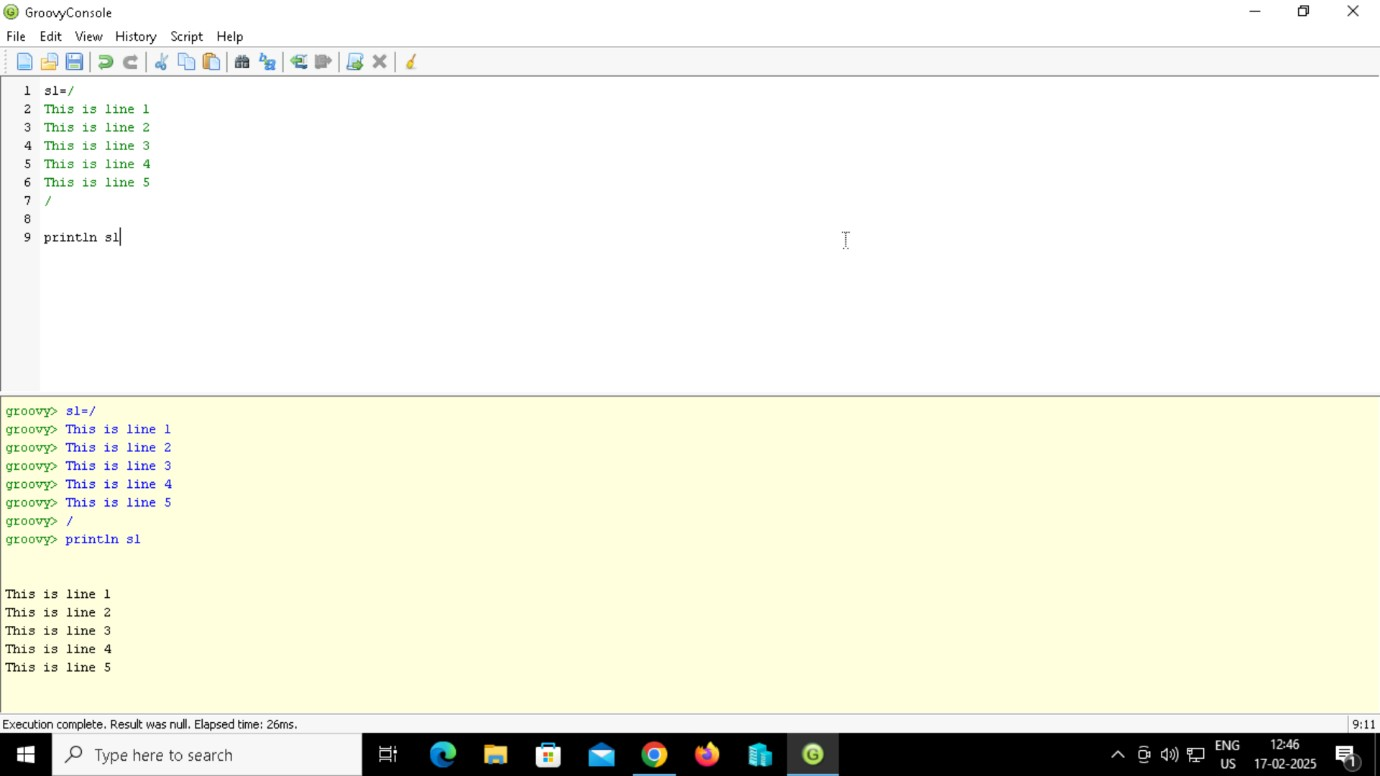 GroovyConsole
File Edit View History Script Help
1 sl=/
2 This is line 1
3 This is line 2
4 This is line 3
5 This is line 4
6 This is line 5
7 /
8
9 println sl
groovy> sl=/
groovy> This is line 1
groovy> This is line 2
groovy> This is line 3
groovy> This is line 4
groovy> This is line 5
groovy> /
groovy> println sl
This is line 1
This is line 2
This is line 3
This is line 4
This is line 5
Execution complete. Result was null. Elapsed time: 26ms. 9:11
Type here to search
ENG
US
12:46
17-02-2025
1